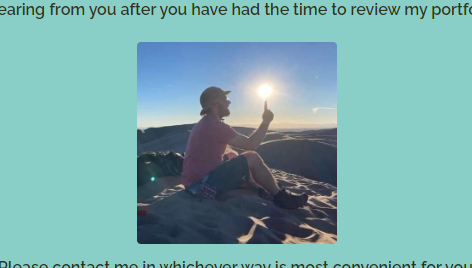 earing from you after you have had the time to review my portfo
Please contact me in whichever way is most convenient for you